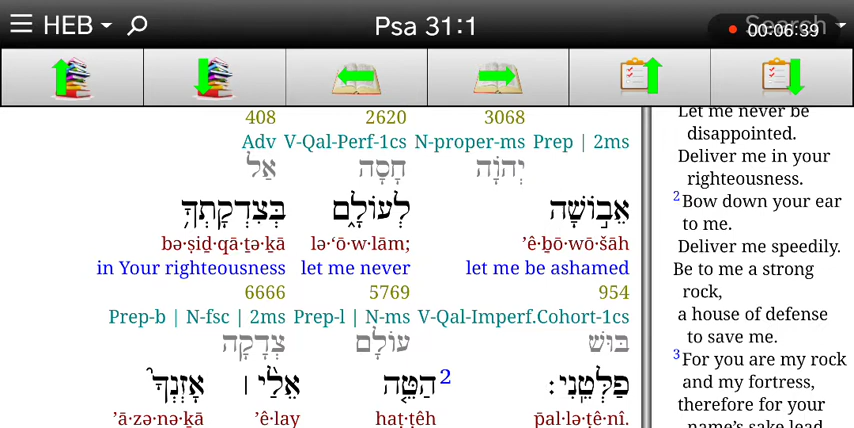 HEB Psa 31:1 00:06:39
408 2620 3068
Adv V-Qal-Perf-1cs N-proper-ms Prep | 2ms
אַל חָסָה יְהוָֹה
בְּצִדְקָתְךָ֥ לְעוֹלָ֑ם אֵב֣וֹשָׁה
bə·ṣiḏ·qā·ṯə·ḵā lə·‘ō·w·lām; ’ê·ḇō·wō·šāh
in Your righteousness let me never let me be ashamed
6666 5769 954
Prep-b | N-fsc | 2ms Prep-l | N-ms V-Qal-Imperf.Cohort-1cs
צְדָקָה עוֹלָם בּוּשׁ
אָזְנְךָ֮ אֵלַ֤י ׀ הַטֵּ֤ה 2 פַלְּטֵֽנִי׃
’ā·zə·nə·ḵā ’ê·lay haṭ·ṭêh p̄al·lə·ṭê·nî.
Let me never be
disappointed.
Deliver me in your
righteousness.
2 Bow down your ear
to me.
Deliver me speedily.
Be to me a strong
rock,
a house of defense
to save me.
3 For you are my rock
and my fortress,
therefore for your
name’s sake lead